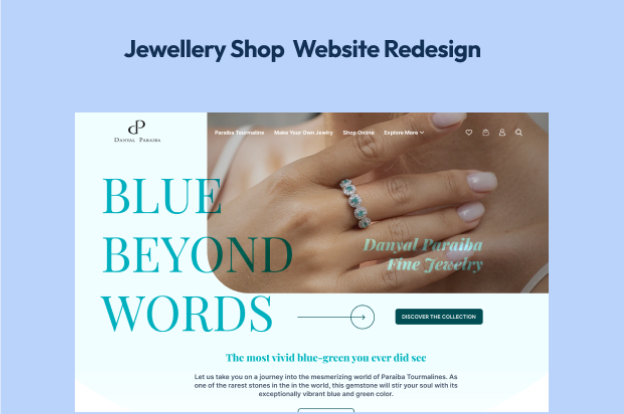 Jewellery Shop Website Redesign
dP
DANYAL PARAIBA
Paraiba Tourmaline Make Your Own Jewelry Shop Online Explore More
BLUE
BEYOND
WORDS
Danyal Paraiba
Fine Jewelry
DISCOVER THE COLLECTION
The most vivid blue-green you ever did see
Let us take you on a journey into the mesmerizing world of Paraiba Tourmalines. As
one of the rarest stones in the in the world, this gemstone will stir your soul with its
exceptionally vibrant blue and green color.